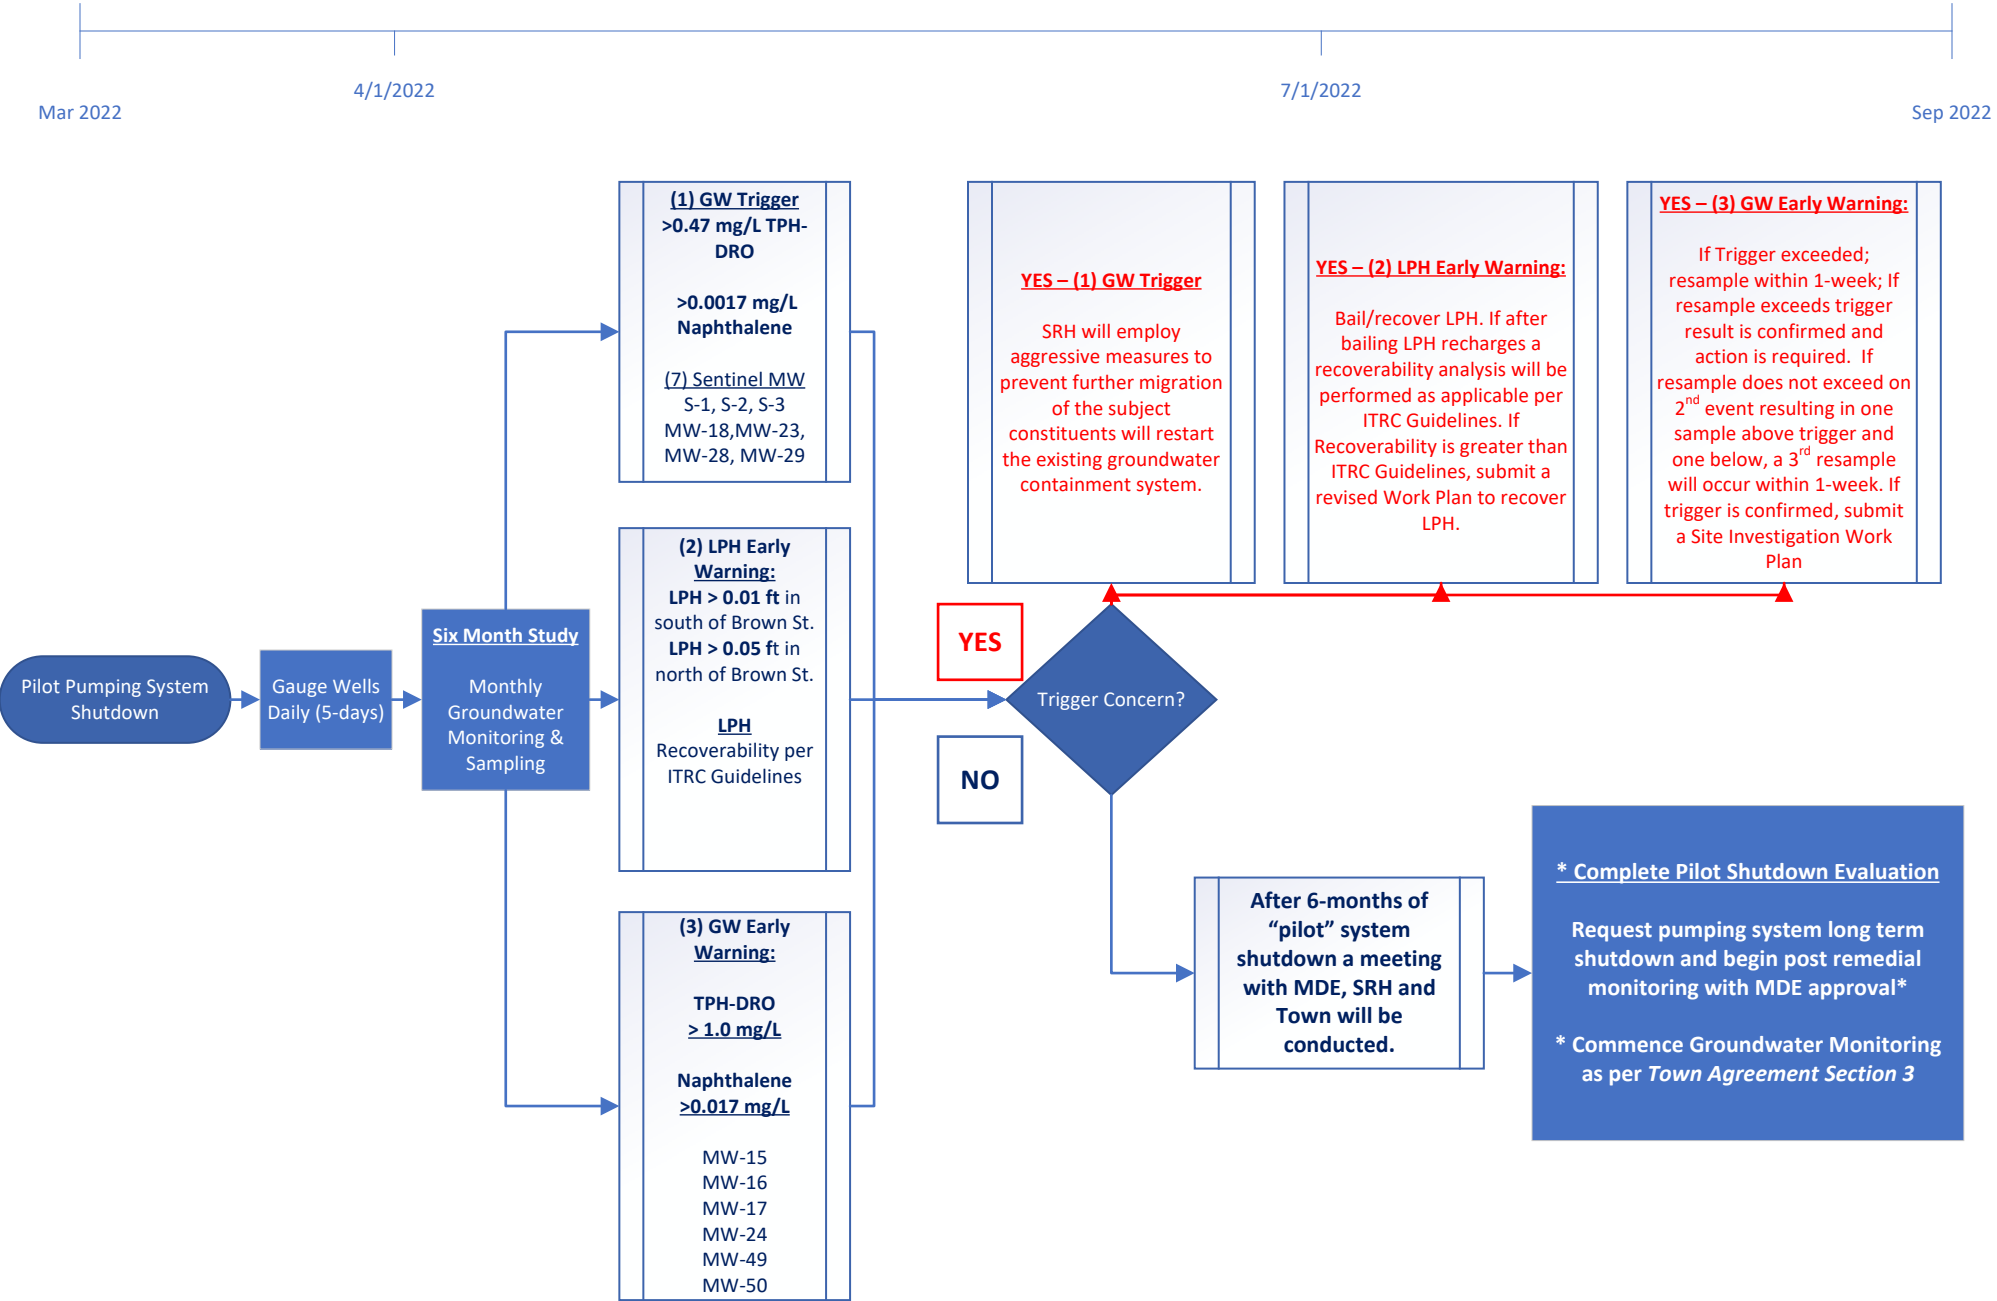 4/1/2022
7/1/2022
Mar 2022
Sep 2022
Pilot Pumping System
Shutdown
Gauge Wells
Daily (5-days)
Six Month Study
Monthly
Groundwater
Monitoring &
Sampling
(1) GW Trigger
>0.47 mg/L TPH-
DRO
>0.0017 mg/L
Naphthalene
(7) Sentinel MW
S-1, S-2, S-3
MW-18,MW-23,
MW-28, MW-29
(2) LPH Early
Warning:
LPH > 0.01 ft in
south of Brown St.
LPH > 0.05 ft in
north of Brown St.
LPH
Recoverability per
ITRC Guidelines
(3) GW Early
Warning:
TPH-DRO
> 1.0 mg/L
Naphthalene
>0.017 mg/L
MW-15
MW-16
MW-17
MW-24
MW-49
MW-50
YES
NO
Trigger Concern?
YES – (1) GW Trigger
SRH will employ
aggressive measures to
prevent further migration
of the subject
constituents will restart
the existing groundwater
containment system.
YES – (2) LPH Early Warning:
Bail/recover LPH. If after
bailing LPH recharges a
recoverability analysis will be
performed as applicable per
ITRC Guidelines. If
Recoverability is greater than
ITRC Guidelines, submit a
revised Work Plan to recover
LPH.
YES – (3) GW Early Warning:
If Trigger exceeded;
resample within 1-week; If
resample exceeds trigger
result is confirmed and
action is required.  If
resample does not exceed on
2nd event resulting in one
sample above trigger and
one below, a 3rd resample
will occur within 1-week. If
trigger is confirmed, submit
a Site Investigation Work
Plan
After 6-months of
“pilot” system
shutdown a meeting
with MDE, SRH and
Town will be
conducted.
* Complete Pilot Shutdown Evaluation
Request pumping system long term
shutdown and begin post remedial
monitoring with MDE approval*
* Commence Groundwater Monitoring
as per Town Agreement Section 3